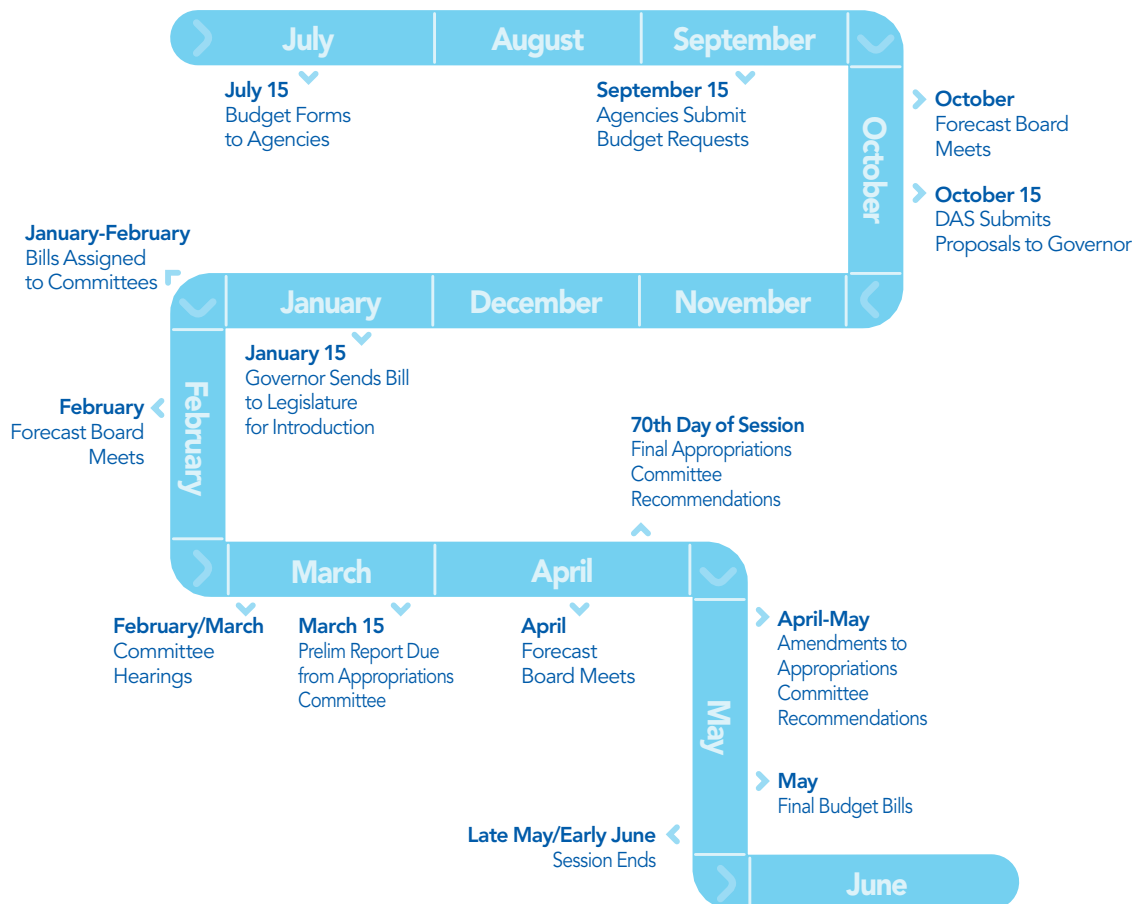 July
August
September
July 15
Budget Forms
to Agencies
September 15
Agencies Submit
Budget Requests
October
October
Forecast Board
Meets
October 15
DAS Submits
Proposals to Governor
November
December
January
January 15
Governor Sends Bill
to Legislature
for Introduction
January-February
Bills Assigned
to Committees
February
February
Forecast Board
Meets
March
April
February/March
Committee
Hearings
March 15
Prelim Report Due
from Appropriations
Committee
April
Forecast
Board Meets
70th Day of Session
Final Appropriations
Committee
Recommendations
May
April-May
Amendments to
Appropriations
Committee
Recommendations
May
Final Budget Bills
Late May/Early June
Session Ends
June